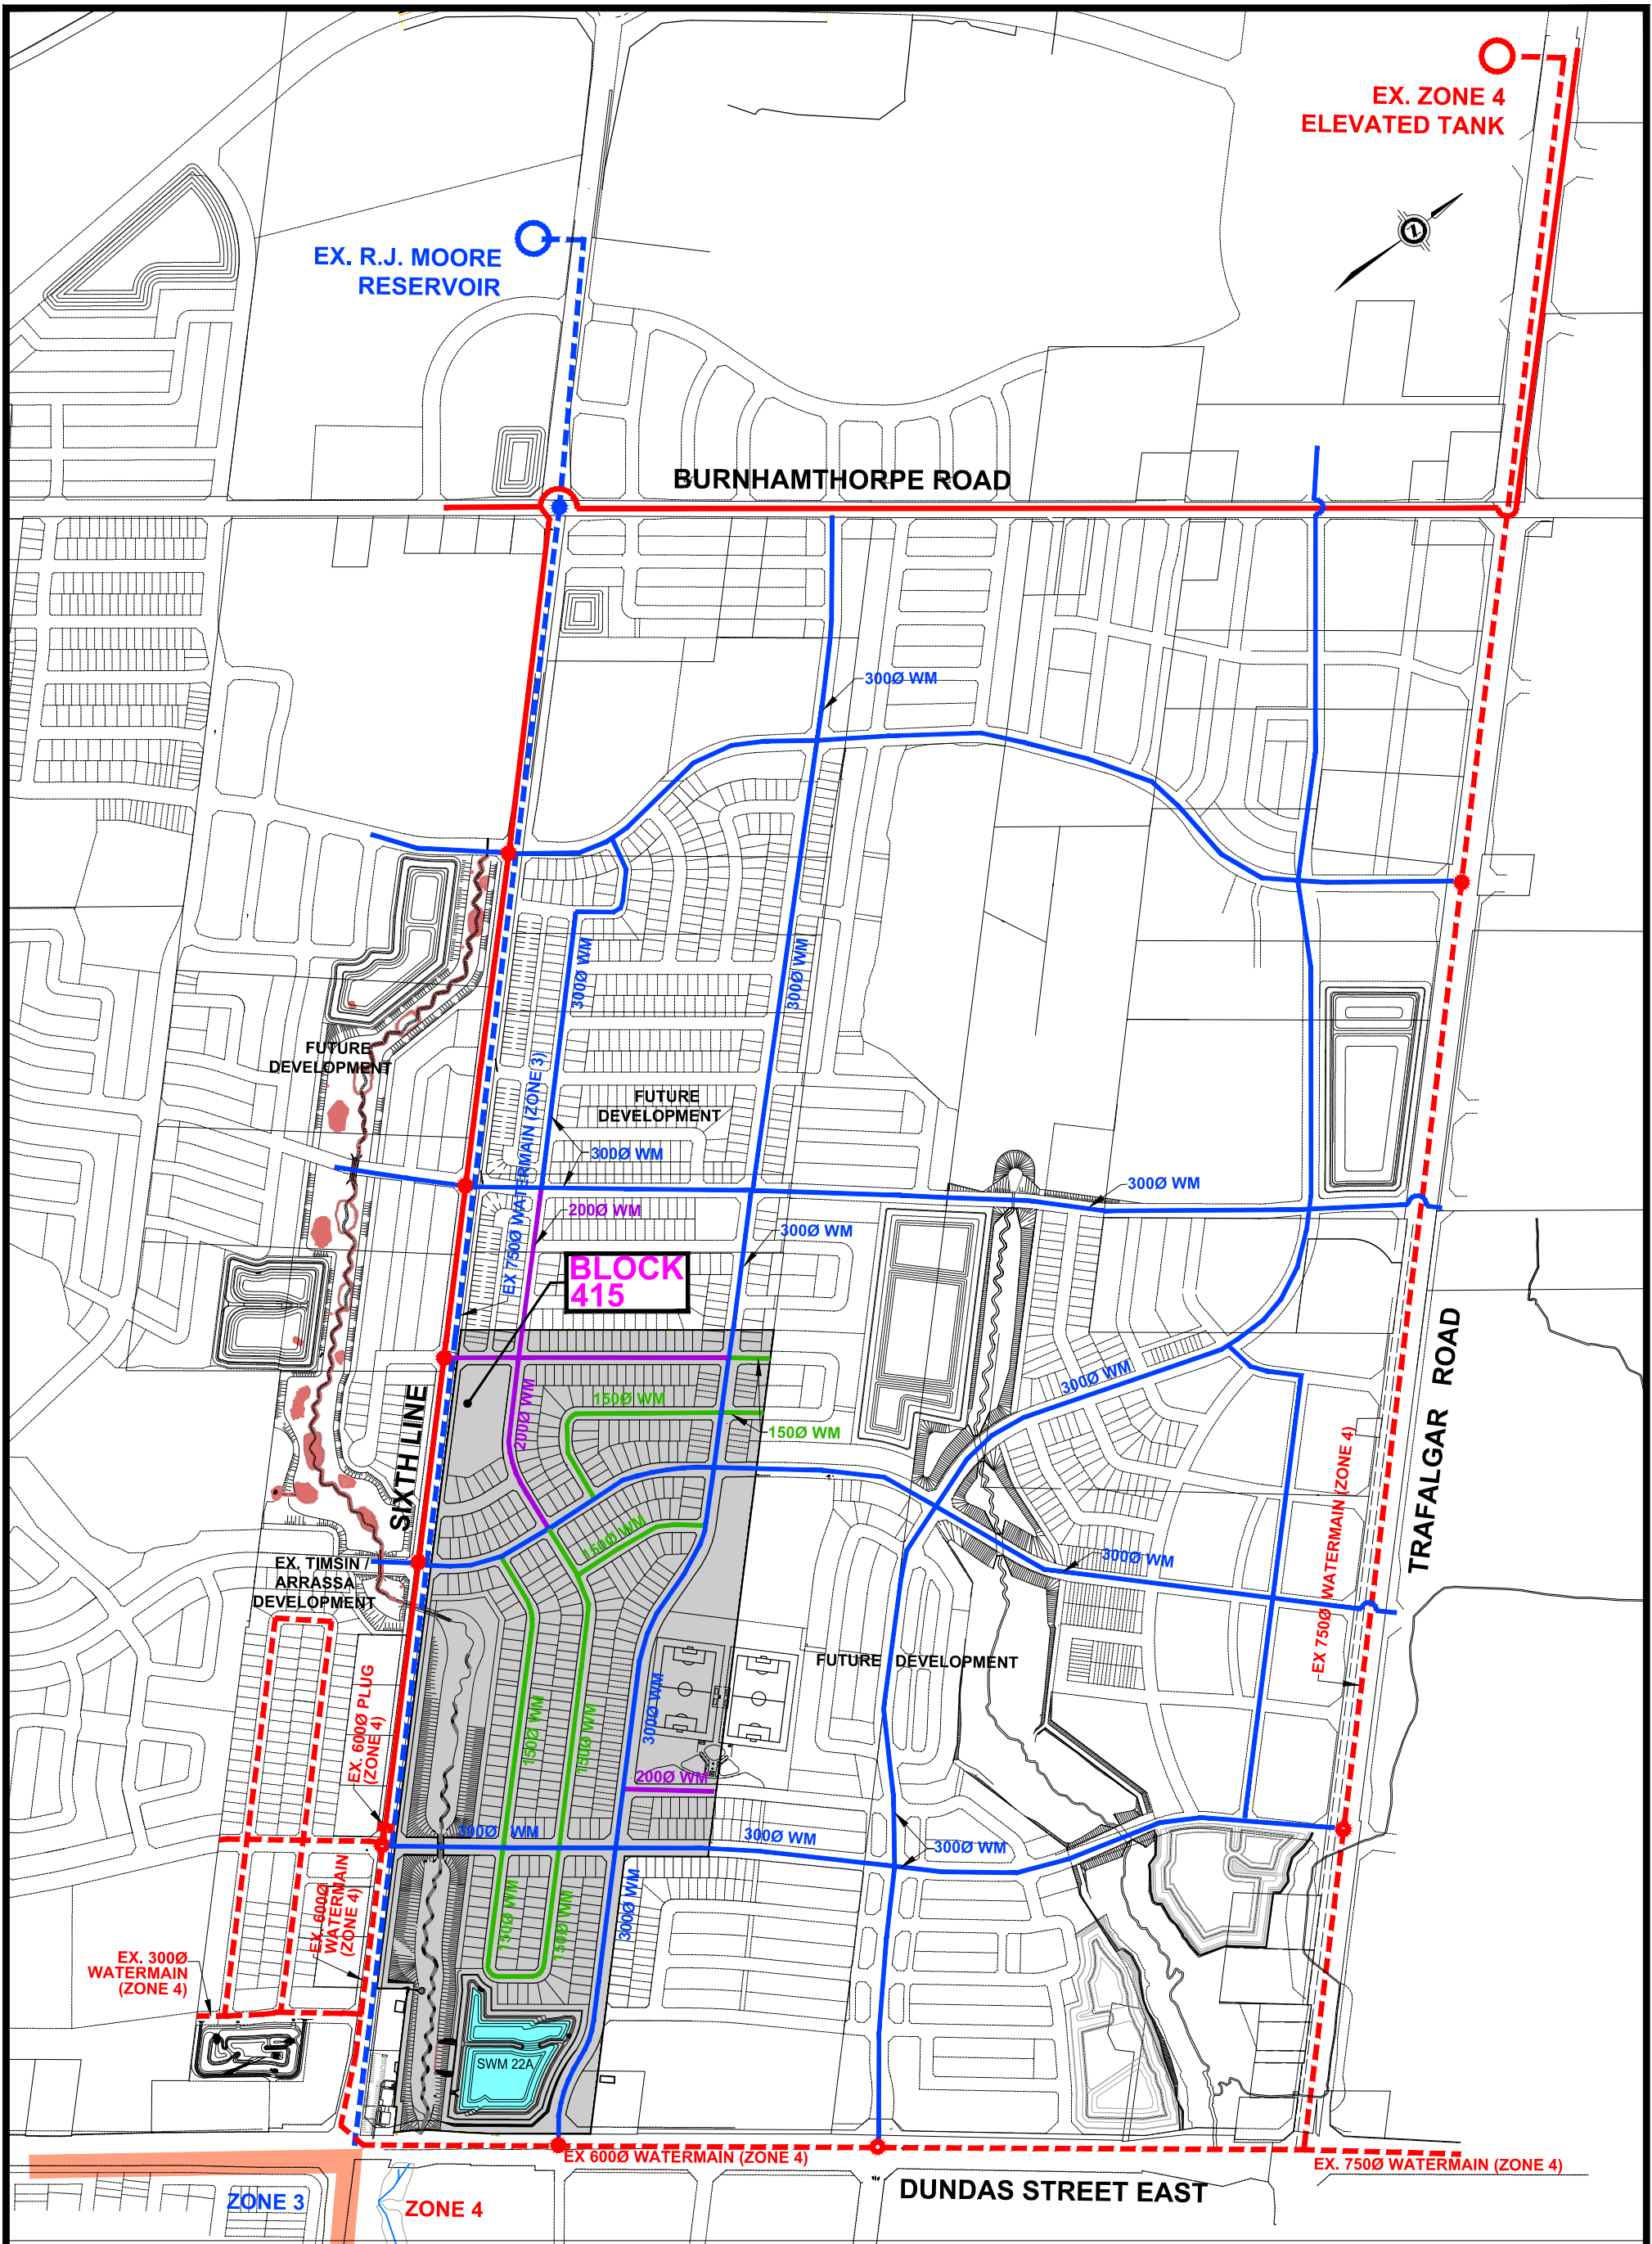 EX. ZONE 4
ELEVATED TANK
EX. R.J. MOORE
RESERVOIR
BURNHAMTHORPE ROAD
300Ø WM
300Ø WM
300Ø WM
FUTURE
DEVELOPMENT
EX 750Ø WATERMAIN (ZONE 3)
FUTURE
DEVELOPMENT
300Ø WM
300Ø WM
200Ø WM
300Ø WM
BLOCK
415
SIXTH LINE
200Ø WM
150Ø WM
150Ø WM
300Ø WM
TRAFALGAR ROAD
EX 750Ø WATERMAIN (ZONE 4)
150Ø WM
300Ø WM
EX. TIMSIN /
ARRASSA
DEVELOPMENT
FUTURE DEVELOPMENT
EX. 600Ø PLUG
(ZONE 4)
150Ø WM
150Ø WM
300Ø WM
200Ø WM
300Ø WM
300Ø WM
300Ø WM
EX. 600Ø
WATERMAIN
(ZONE 4)
150Ø WM
150Ø WM
300Ø WM
EX. 300Ø
WATERMAIN
(ZONE 4)
SWM 22A
EX 600Ø WATERMAIN (ZONE 4)
EX. 750Ø WATERMAIN (ZONE 4)
DUNDAS STREET EAST
ZONE 3
ZONE 4